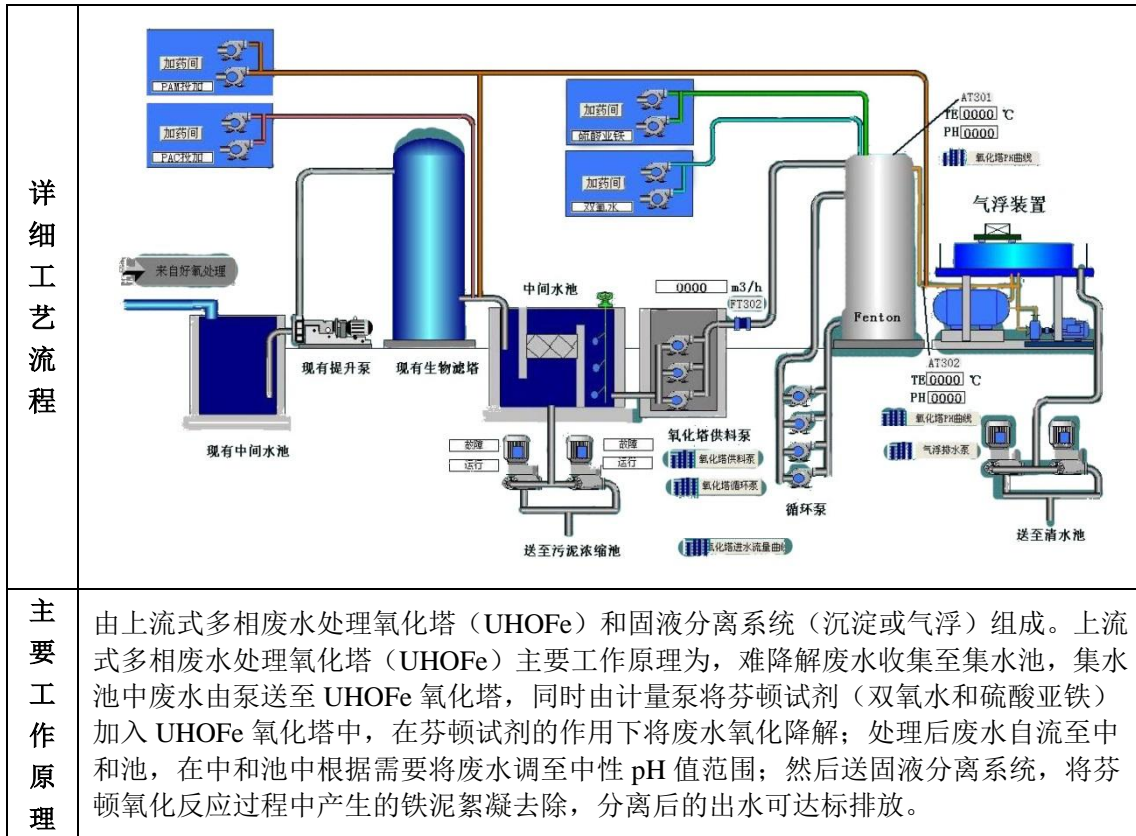 详细工艺流程
加药间
PAM投加
加药间
PAC投加
加药间
硫酸亚铁
加药间
双氧水
AT301
TE 0000 ℃
PH 0000
氧化塔PH曲线
气浮装置
来自好氧处理
中间水池
0000 m3/h
FT302
Fenton
现有提升泵
现有生物滤塔
AT302
TE 0000 ℃
PH 0000
氧化塔PH曲线
现有中间水池
故障
运行
故障
运行
氧化塔供料泵
氧化塔供料泵
氧化塔循环泵
气浮排水泵
循环泵
送至污泥浓缩池
氧化塔进水流量曲线
送至清水池
主要工作原理
由上流式多相废水处理氧化塔（UHOFe）和固液分离系统（沉淀或气浮）组成。上流
式多相废水处理氧化塔（UHOFe）主要工作原理为，难降解废水收集至集水池，集水
池中废水由泵送至 UHOFe 氧化塔，同时由计量泵将芬顿试剂（双氧水和硫酸亚铁）
加入 UHOFe 氧化塔中，在芬顿试剂的作用下将废水氧化降解；处理后废水自流至中
和池，在中和池中根据需要将废水调至中性 pH 值范围；然后送固液分离系统，将芬
顿氧化反应过程中产生的铁泥絮凝去除，分离后的出水可达标排放。